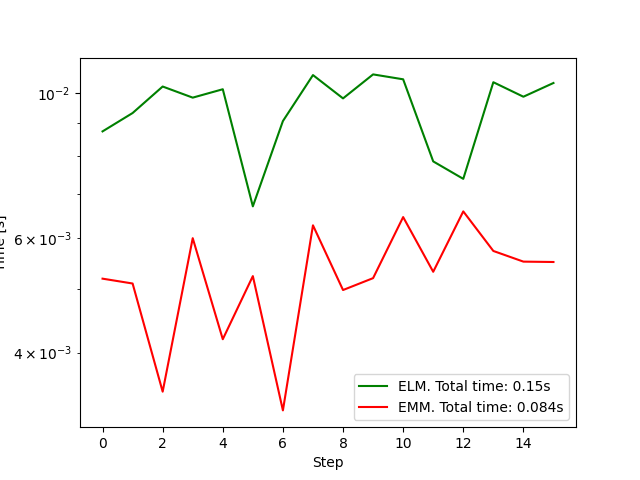 10⁻²
6 × 10⁻³
4 × 10⁻³
Time [s]
0 2 4 6 8 10 12 14
Step
ELM. Total time: 0.15s
EMM. Total time: 0.084s